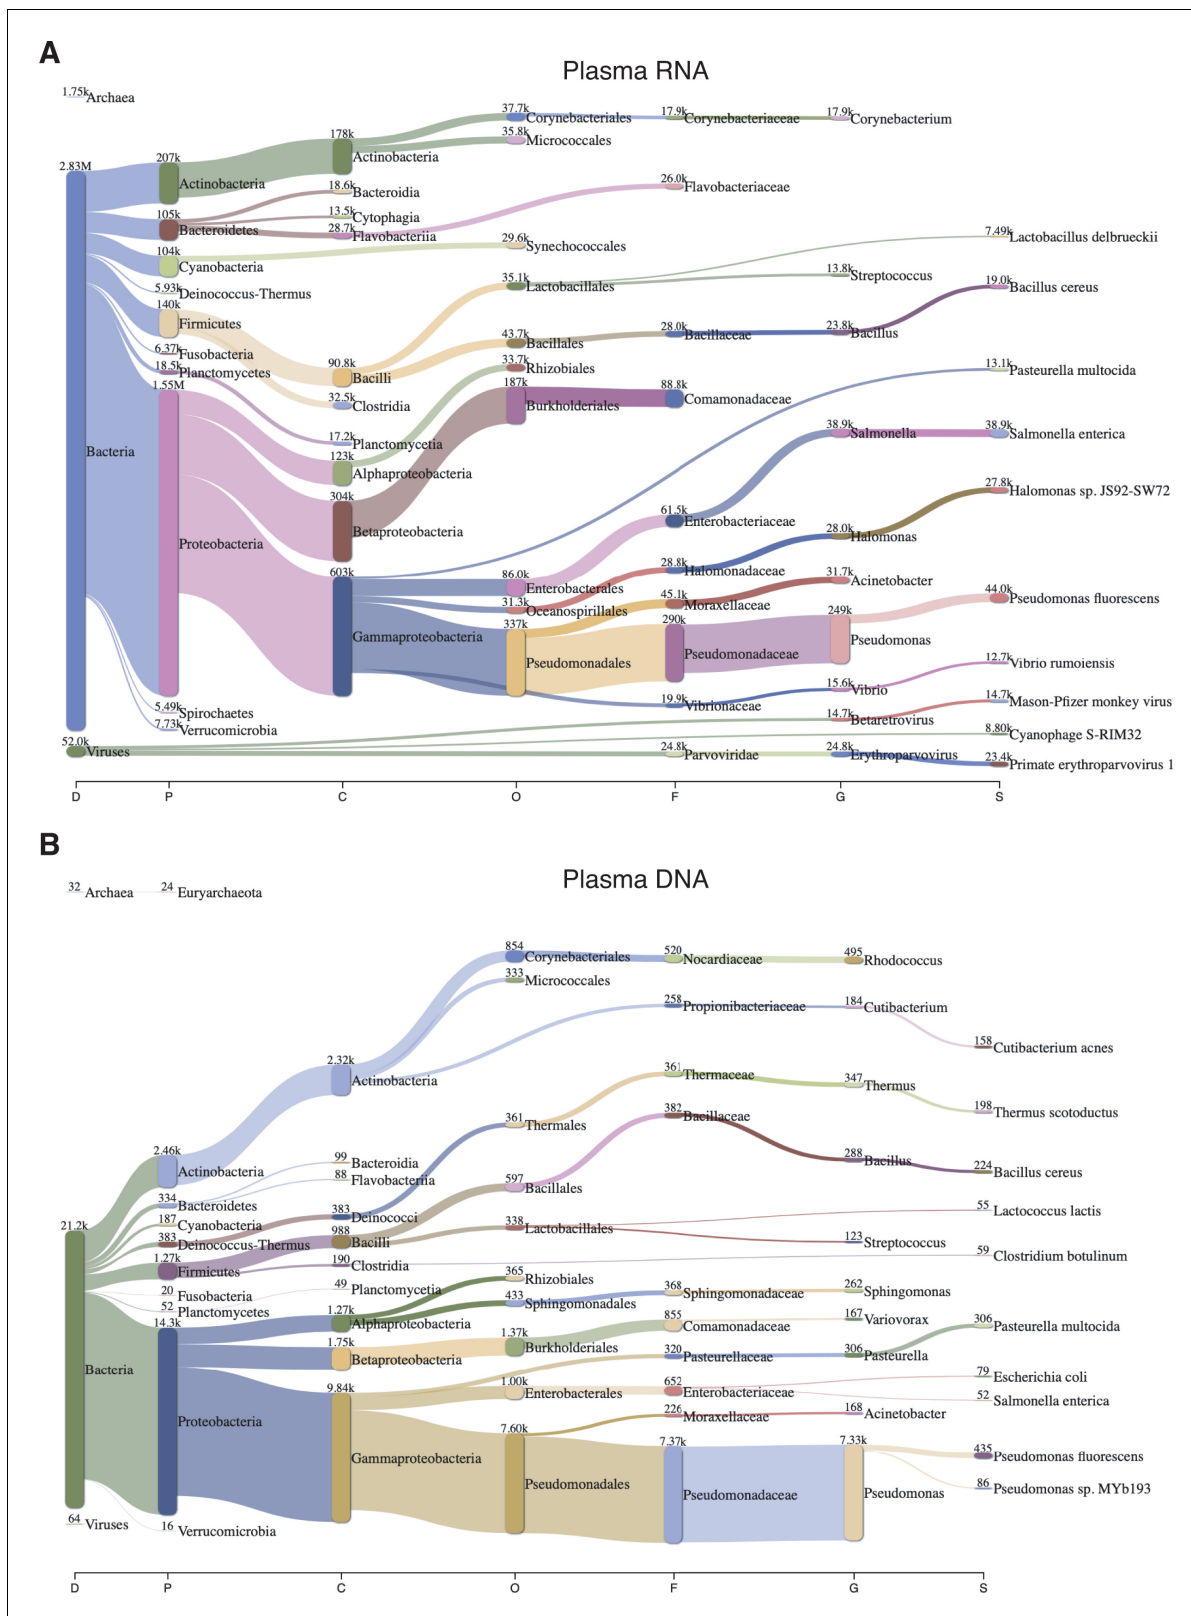 A
Plasma RNA
1.75k Archaea
37.7k Corynebacteriales
17.9k Corynebacteriaceae
17.9k Corynebacterium
35.8k Micrococcales
178k Actinobacteria
2.83M Bacteria
207k Actinobacteria
18.6k Bacteroidia
26.0k Flavobacteriaceae
105k Bacteroidetes
13.5k Cytophagia
28.7k Flavobacteriia
29.6k Synechococcales
7.49k Lactobacillus delbrueckii
104k Cyanobacteria
5.93k Deinococcus-Thermus
35.1k Lactobacillales
13.8k Streptococcus
19.0k Bacillus cereus
140k Firmicutes
43.7k Bacillales
28.0k Bacillaceae
23.8k Bacillus
6.37k Fusobacteria
18.5k Planctomycetes
90.8k Bacilli
33.7k Rhizobiales
13.1k Pasteurella multocida
1.55M Proteobacteria
32.5k Clostridia
187k Burkholderiales
88.8k Comamonadaceae
17.2k Planctomycetia
38.9k Salmonella
38.9k Salmonella enterica
123k Alphaproteobacteria
304k Betaproteobacteria
61.5k Enterobacteriaceae
27.8k Halomonas sp. JS92-SW72
28.0k Halomonas
603k Gammaproteobacteria
86.0k Enterobacterales
28.8k Halomonadaceae
31.7k Acinetobacter
31.3k Oceanospirillales
45.1k Moraxellaceae
44.0k Pseudomonas fluorescens
337k Pseudomonadales
290k Pseudomonadaceae
249k Pseudomonas
12.7k Vibrio rumoiensis
19.9k Vibrionaceae
15.6k Vibrio
14.7k Mason-Pfizer monkey virus
5.49k Spirochaetes
7.73k Verrucomicrobia
14.7k Betaretrovirus
8.80k Cyanophage S-RIM32
52.0k Viruses
24.8k Parvoviridae
24.8k Erythroparvovirus
23.4k Primate erythroparvovirus 1
D P C O F G S
B
Plasma DNA
32 Archaea
24 Euryarchaeota
854 Corynebacteriales
520 Nocardiaceae
495 Rhodococcus
333 Micrococcales
258 Propionibacteriaceae
184 Cutibacterium
158 Cutibacterium acnes
2.32k Actinobacteria
361 Thermaceae
347 Thermus
198 Thermus scotoductus
361 Thermales
382 Bacillaceae
2.46k Actinobacteria
99 Bacteroidia
88 Flavobacteriia
288 Bacillus
224 Bacillus cereus
334 Bacteroidetes
597 Bacillales
187 Cyanobacteria
383 Deinococci
55 Lactococcus lactis
21.2k Bacteria
383 Deinococcus-Thermus
988 Bacilli
338 Lactobacillales
123 Streptococcus
1.27k Firmicutes
190 Clostridia
59 Clostridium botulinum
20 Fusobacteria
49 Planctomycetia
365 Rhizobiales
52 Planctomycetes
433 Sphingomonadales
368 Sphingomonadaceae
262 Sphingomonas
14.3k Proteobacteria
1.27k Alphaproteobacteria
855 Comamonadaceae
167 Variovorax
306 Pasteurella multocida
1.75k Betaproteobacteria
1.37k Burkholderiales
320 Pasteurellaceae
306 Pasteurella
9.84k Gammaproteobacteria
1.00k Enterobacterales
652 Enterobacteriaceae
79 Escherichia coli
52 Salmonella enterica
226 Moraxellaceae
168 Acinetobacter
7.60k Pseudomonadales
7.37k Pseudomonadaceae
7.33k Pseudomonas
435 Pseudomonas fluorescens
86 Pseudomonas sp. MYb193
64 Viruses
16 Verrucomicrobia
D P C O F G S